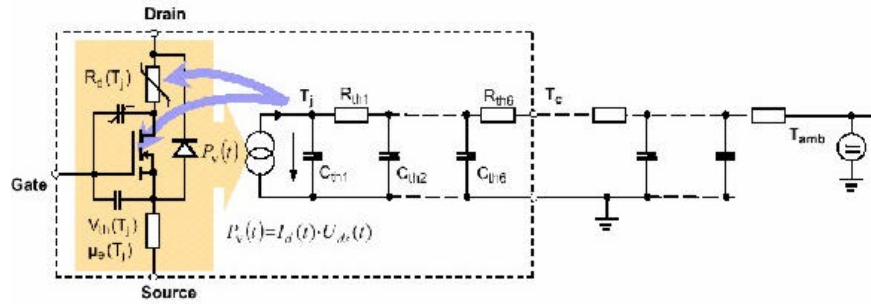 Drain
R_d(T_j)
T_j
R_th1
R_th6
T_c
T_amb
P_v(t)
C_th1
C_th2
C_th6
Gate
V_th(T_j)
P_v(t)=I_d(t)·U_ds(t)
μ_e(T_j)
Source